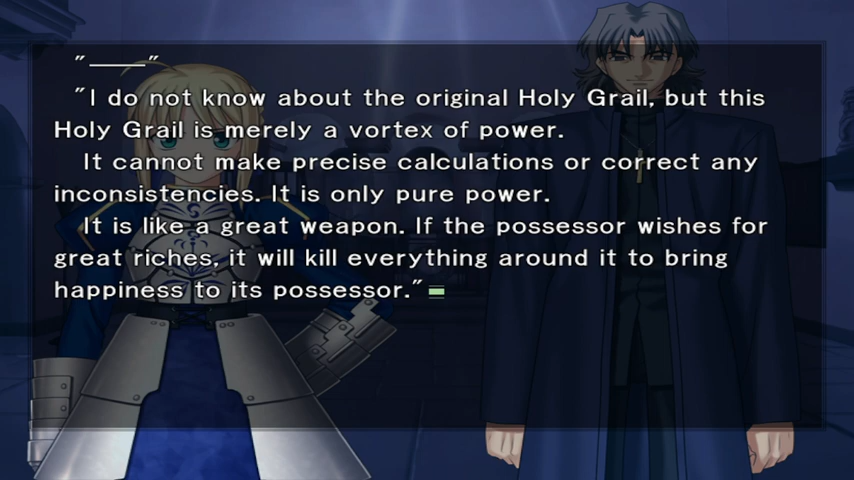 "———"
"I do not know about the original Holy Grail, but this
Holy Grail is merely a vortex of power.
It cannot make precise calculations or correct any
inconsistencies. It is only pure power.
It is like a great weapon. If the possessor wishes for
great riches, it will kill everything around it to bring
happiness to its possessor."